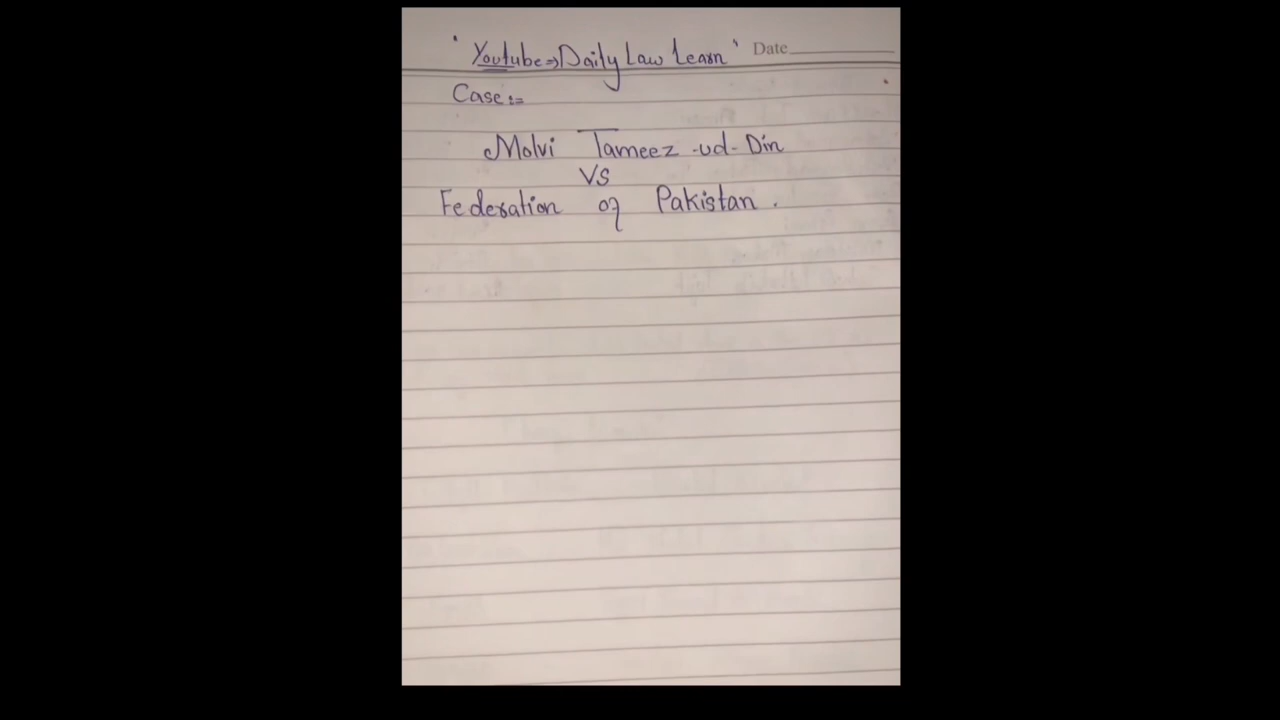 "Youtube⇒Daily Law Learn" Date
Case:=
Molvi Tameez-ud-Din
VS
Federation of Pakistan.